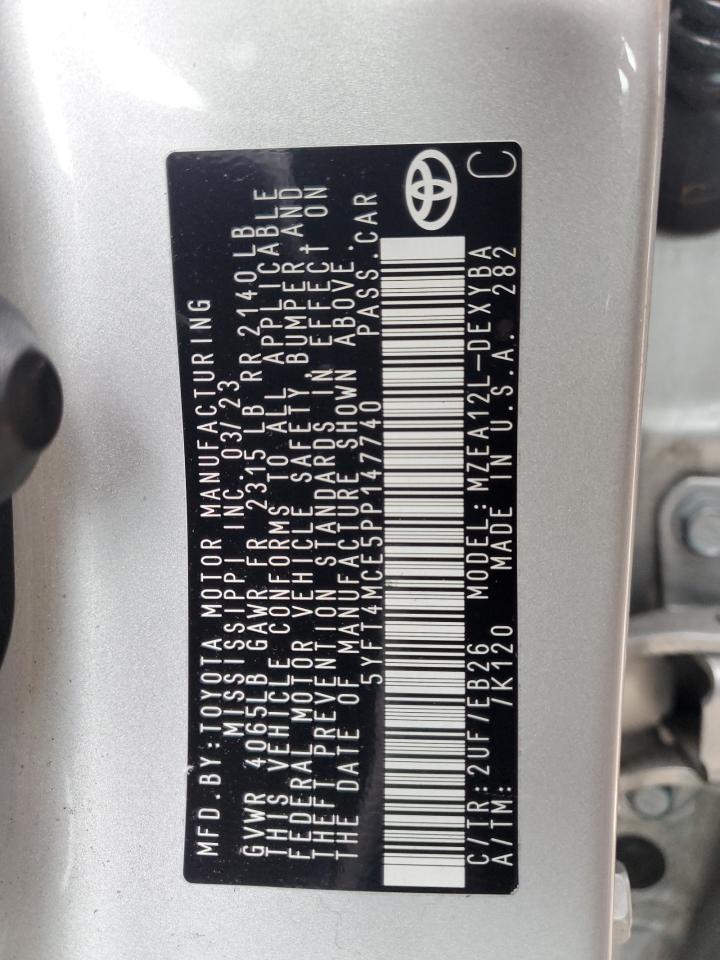 MFD.BY:TOYOTA MOTOR MANUFACTURING
MISSISSIPPI INC.03/23
GVWR 4065LB GAWR FR 2315 LB RR 2140 LB
THIS VEHICLE CONFORMS TO ALL APPLICABLE
FEDERAL MOTOR VEHICLE SAFETY, BUMPER, AND
THEFT PREVENTION STANDARDS IN EFFECT ON
THE DATE OF MANUFACTURE SHOWN ABOVE.
5YFT4MCE5PP147740 PASS.CAR
C/TR:2UF/EB26 MODEL:MZEA12L-DEXYBA
A/TM: /K120 MADE IN U.S.A. 282
C